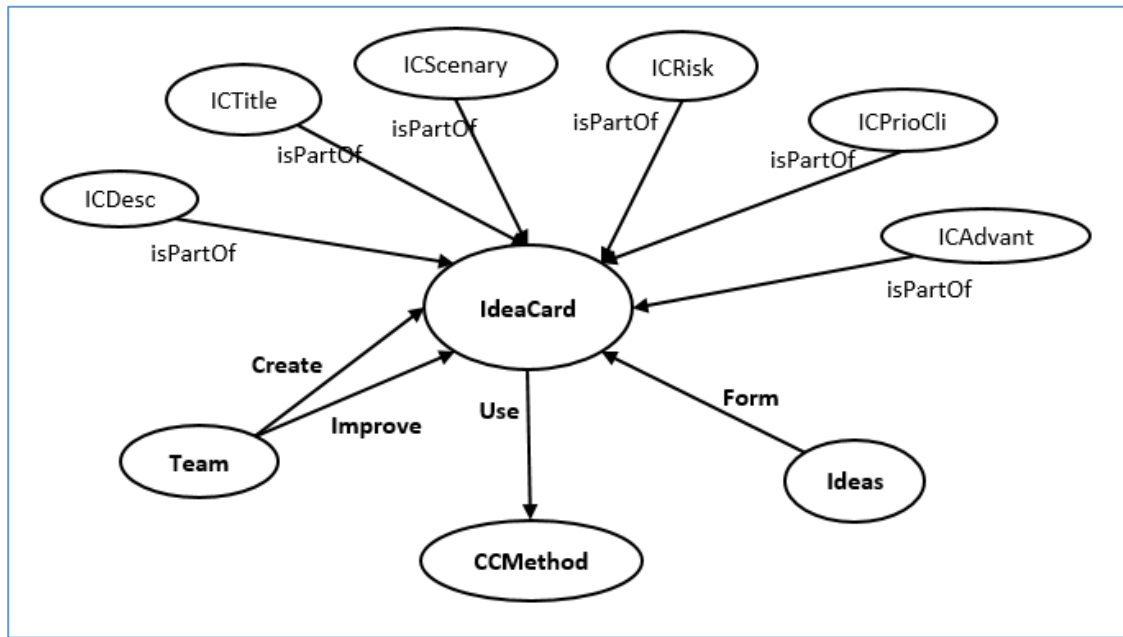 ICScenary
ICRisk
ICTitle
ICPrioCli
isPartOf
isPartOf
isPartOf
isPartOf
ICDesc
ICAdvant
isPartOf
isPartOf
IdeaCard
Create
Improve
Use
Form
Team
Ideas
CCMethod